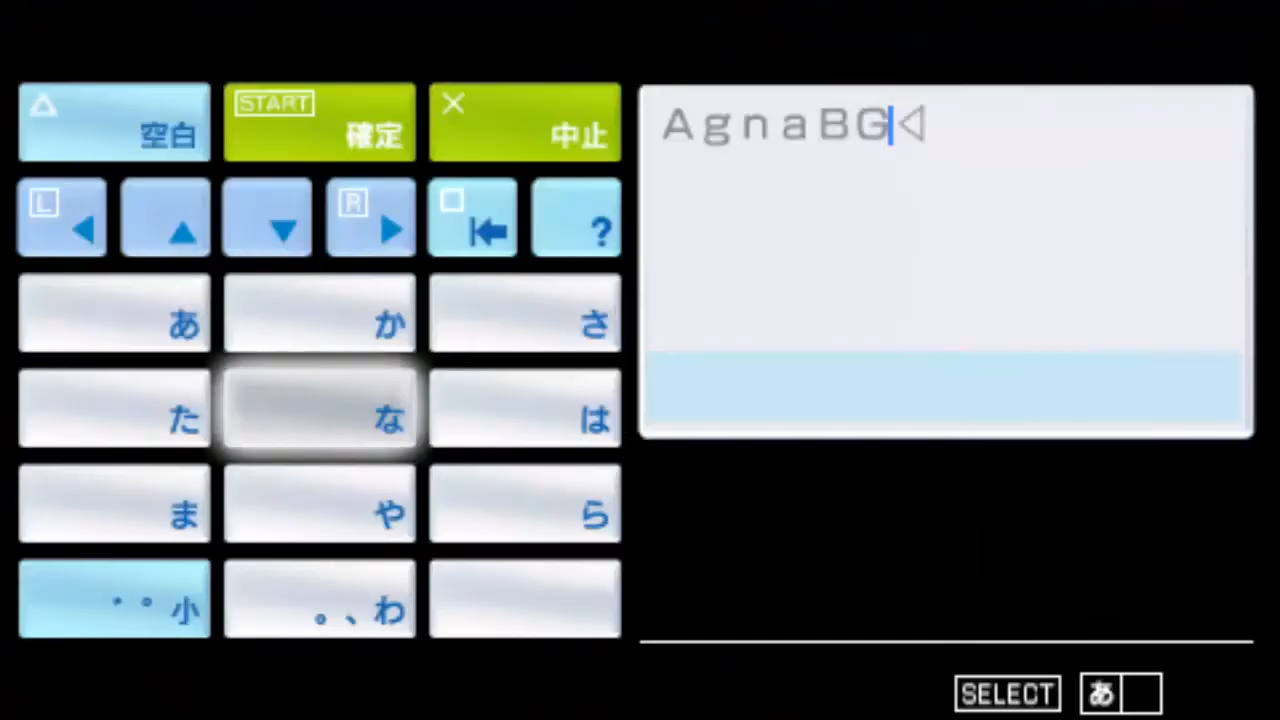 空白
START 確定
中止
AgnaBG
L
R
?
あ
か
さ
た
な
は
ま
や
ら
゛゜小
。、わ
SELECT あ